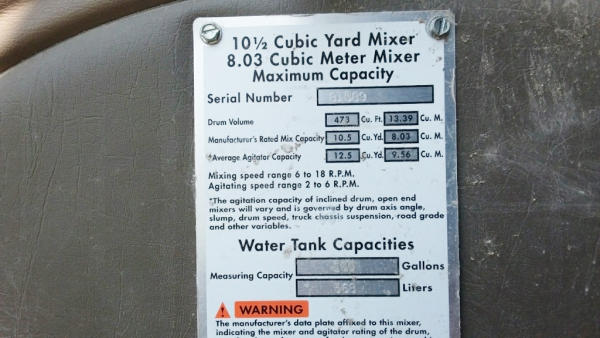 10½ Cubic Yard Mixer
8.03 Cubic Meter Mixer
Maximum Capacity
Serial Number
Drum Volume 473 Cu. Ft. 13.39 Cu. M.
Manufacturer's Rated Mix Capacity 10.5 Cu. Yd. 8.03 Cu. M.
*Average Agitator Capacity 12.5 Cu. Yd. 9.56 Cu. M.
Mixing speed range 6 to 18 R.P.M.
Agitating speed range 2 to 6 R.P.M.
*The agitation capacity of inclined drum, open end
mixers will vary and is governed by drum axis angle,
slump, drum speed, truck chassis suspension, road grade
and other variables.
Water Tank Capacities
Measuring Capacity
Gallons
Liters
WARNING
The manufacturer's data plate affixed to this mixer,
indicating the mixer and agitator rating of the drum,